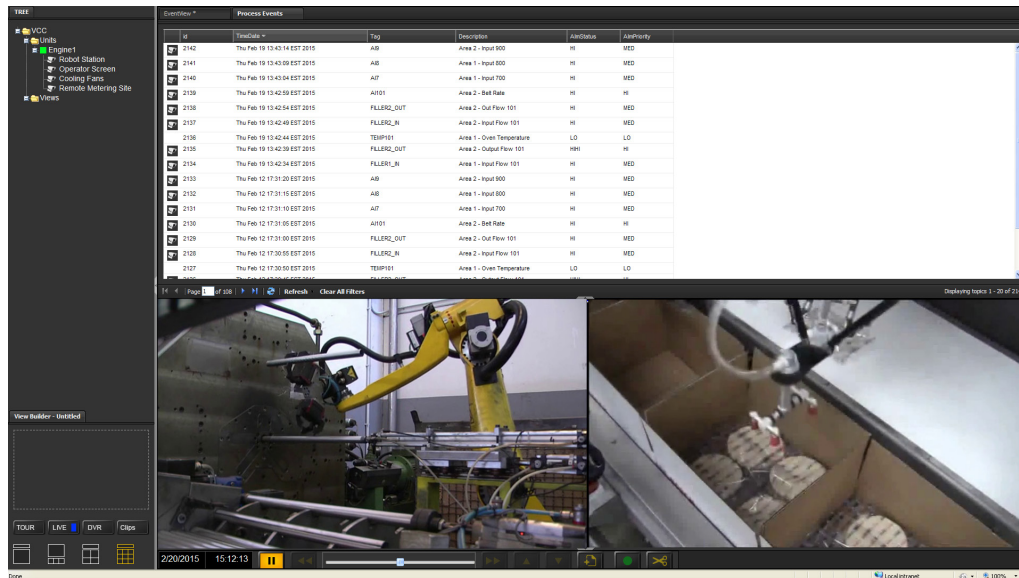 TREE
EventView *
Process Events
VCC
Units
Engine1
Robot Station
Operator Screen
Cooling Fans
Remote Metering Site
Views
Id TimeDate Tag Description AlmStatus AlmPriority
2142 Thu Feb 19 13:43:14 EST 2015 AI9 Area 2 - Input 900 HI MED
2141 Thu Feb 19 13:43:09 EST 2015 AI8 Area 1 - Input 800 HI MED
2140 Thu Feb 19 13:43:04 EST 2015 AI7 Area 1 - Input 700 HI MED
2139 Thu Feb 19 13:42:59 EST 2015 AI101 Area 2 - Belt Rate HI HI
2138 Thu Feb 19 13:42:54 EST 2015 FILLER2_OUT Area 2 - Out Flow 101 HI MED
2137 Thu Feb 19 13:42:49 EST 2015 FILLER2_IN Area 2 - Input Flow 101 HI MED
2136 Thu Feb 19 13:42:44 EST 2015 TEMP101 Area 1 - Oven Temperature LO LO
2135 Thu Feb 19 13:42:39 EST 2015 FILLER2_OUT Area 2 - Output Flow 101 HIHI HI
2134 Thu Feb 19 13:42:34 EST 2015 FILLER1_IN Area 1 - Input Flow 101 HI MED
2133 Thu Feb 12 17:31:20 EST 2015 AI9 Area 2 - Input 900 HI MED
2132 Thu Feb 12 17:31:15 EST 2015 AI8 Area 1 - Input 800 HI MED
2131 Thu Feb 12 17:31:10 EST 2015 AI7 Area 1 - Input 700 HI MED
2130 Thu Feb 12 17:31:05 EST 2015 AI101 Area 2 - Belt Rate HI HI
2129 Thu Feb 12 17:31:00 EST 2015 FILLER2_OUT Area 2 - Out Flow 101 HI MED
2128 Thu Feb 12 17:30:55 EST 2015 FILLER2_IN Area 2 - Input Flow 101 HI MED
2127 Thu Feb 12 17:30:50 EST 2015 TEMP101 Area 1 - Oven Temperature LO LO
Page 1 of 108 Refresh Clear All Filters
Displaying topics 1 - 20 of
View Builder - Untitled
TOUR LIVE DVR Clips
2/20/2015 15:12:13
Done
Local intranet
100%